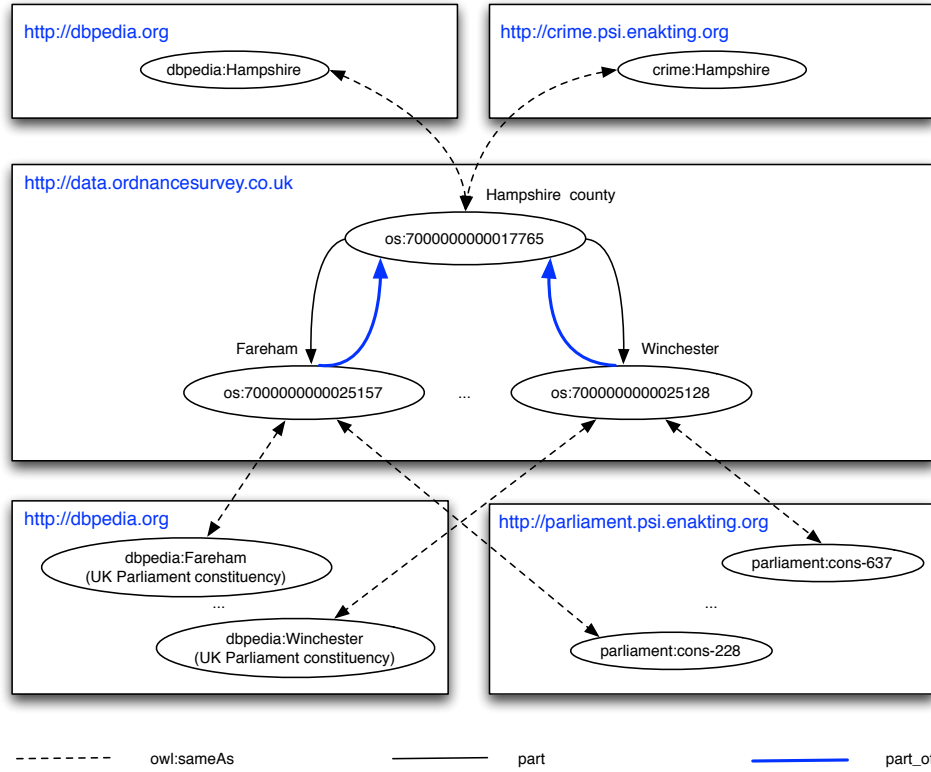 http://dbpedia.org
dbpedia:Hampshire
http://crime.psi.enakting.org
crime:Hampshire
http://data.ordnancesurvey.co.uk
Hampshire county
os:7000000000017765
Fareham
Winchester
os:7000000000025157
...
os:7000000000025128
http://dbpedia.org
dbpedia:Fareham
(UK Parliament constituency)
...
dbpedia:Winchester
(UK Parliament constituency)
http://parliament.psi.enakting.org
parliament:cons-637
...
parliament:cons-228
owl:sameAs
part
part_of